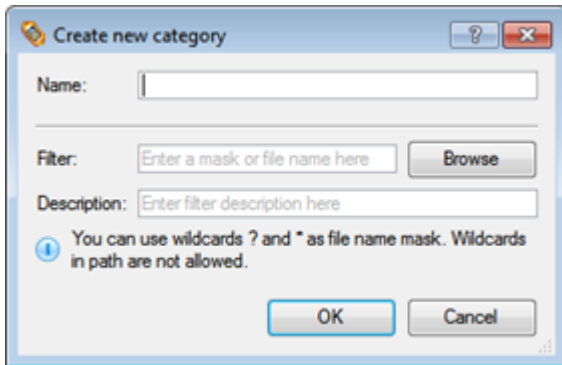 Create new category
?
Name:
Filter: Enter a mask or file name here Browse
Description: Enter filter description here
You can use wildcards ? and * as file name mask. Wildcards
in path are not allowed.
OK Cancel